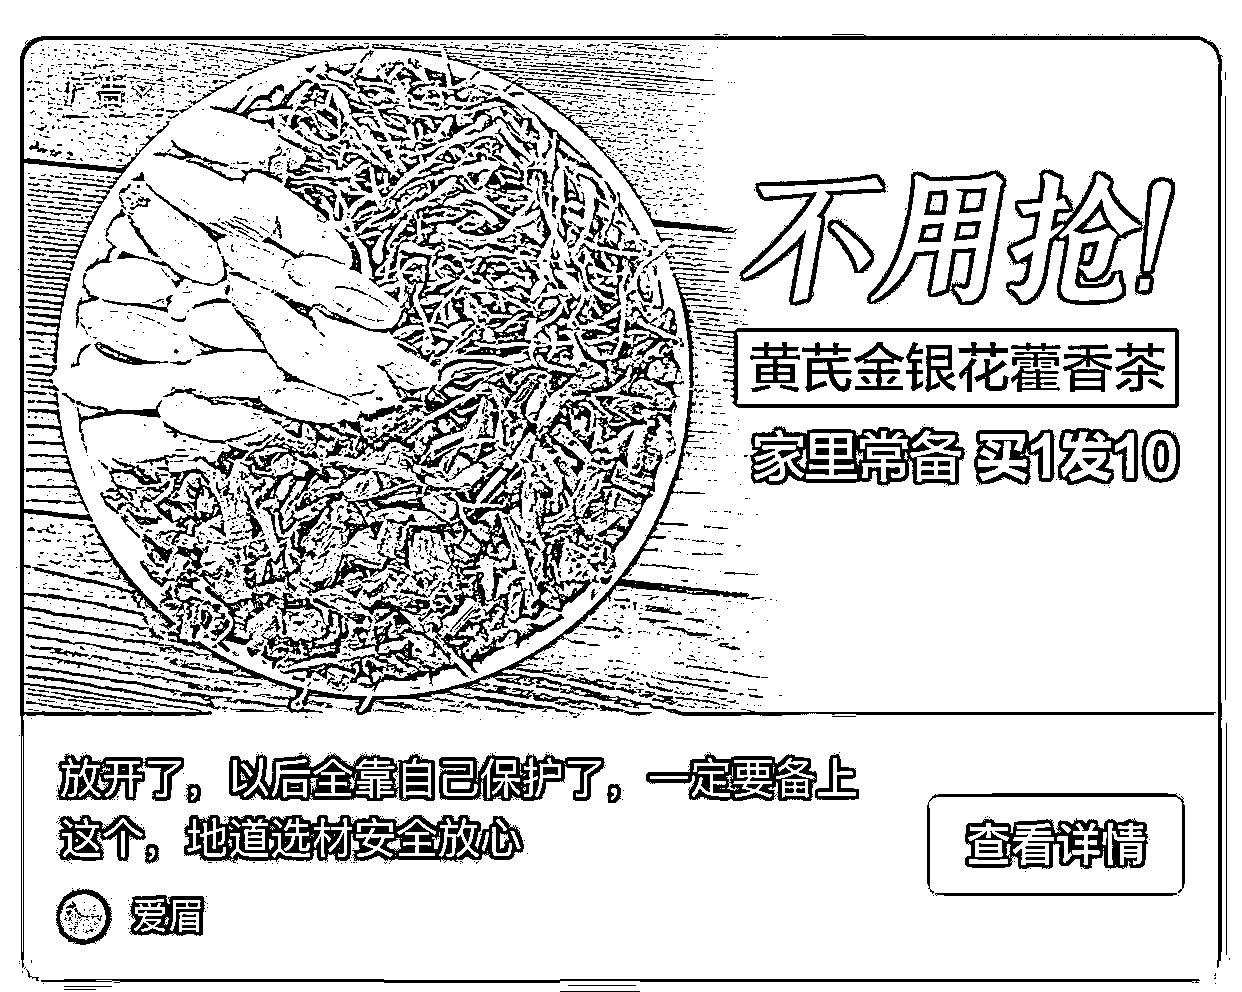 广告
不用抢!
黄芪金银花藿香茶
家里常备 买1发10
放开了，以后全靠自己保护了，一定要备上
这个，地道选材安全放心
查看详情
爱眉